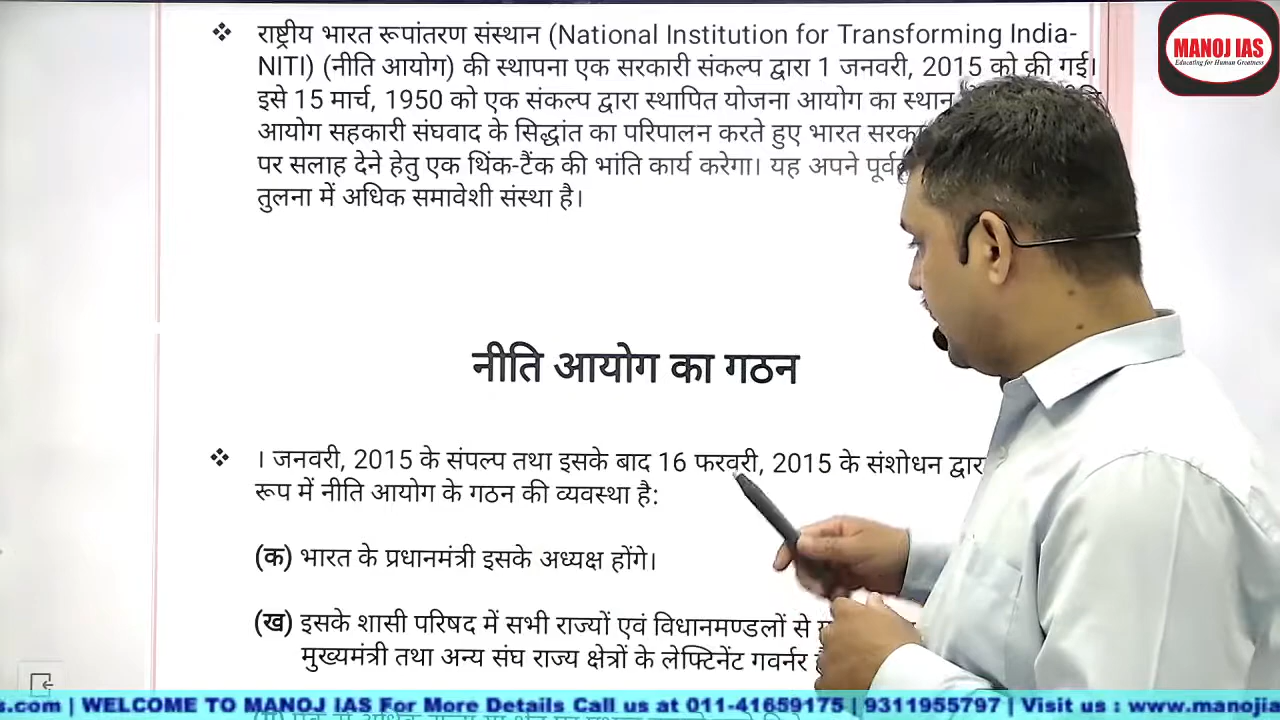 MANOJ IAS
Educating for Human Greatness
❖ राष्ट्रीय भारत रूपांतरण संस्थान (National Institution for Transforming India-
NITI) (नीति आयोग) की स्थापना एक सरकारी संकल्प द्वारा 1 जनवरी, 2015 को की गई।
इसे 15 मार्च, 1950 को एक संकल्प द्वारा स्थापित योजना आयोग का स्थान
आयोग सहकारी संघवाद के सिद्धांत का परिपालन करते हुए भारत
पर सलाह देने हेतु एक थिंक-टैंक की भांति कार्य करेगा। यह अपने
तुलना में अधिक समावेशी संस्था है।
नीति आयोग का गठन
❖ । जनवरी, 2015 के संपल्प तथा इसके बाद 16 फरवरी, 2015 के संशोधन
रूप में नीति आयोग के गठन की व्यवस्था है:
(क) भारत के प्रधानमंत्री इसके अध्यक्ष होंगे।
(ख) इसके शासी परिषद में सभी राज्यों एवं विधानमण्डलों से
मुख्यमंत्री तथा अन्य संघ राज्य क्षेत्रों के लेफ्टिनेंट गवर्नर
s.com | WELCOME TO MANOJ IAS For More Details Call us at 011-41659175 | 9311955797 | Visit us : www.manojia